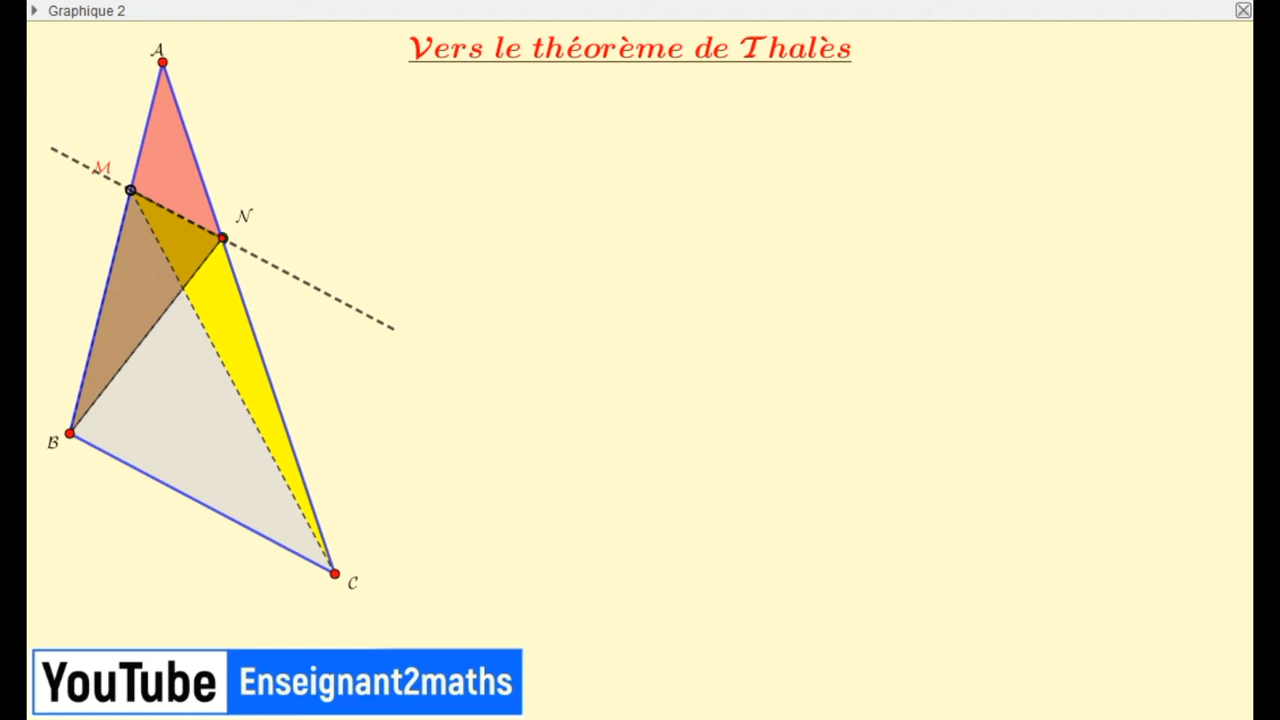 Graphique 2
Vers le théorème de Thalès
A
M
N
B
C
YouTube Enseignant2maths